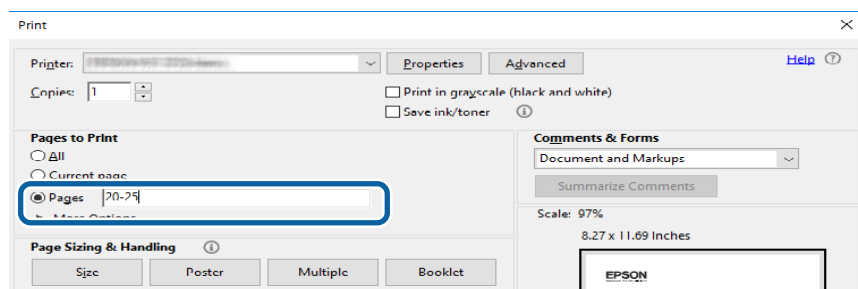 Print
Printer: Properties Advanced Help
Copies: 1 Print in grayscale (black and white)
Save ink/toner
Pages to Print Comments & Forms
All Document and Markups
Current page
Pages 20-25 Summarize Comments
More Options Scale: 97%
8.27 x 11.69 Inches
Page Sizing & Handling
Size Poster Multiple Booklet
EPSON